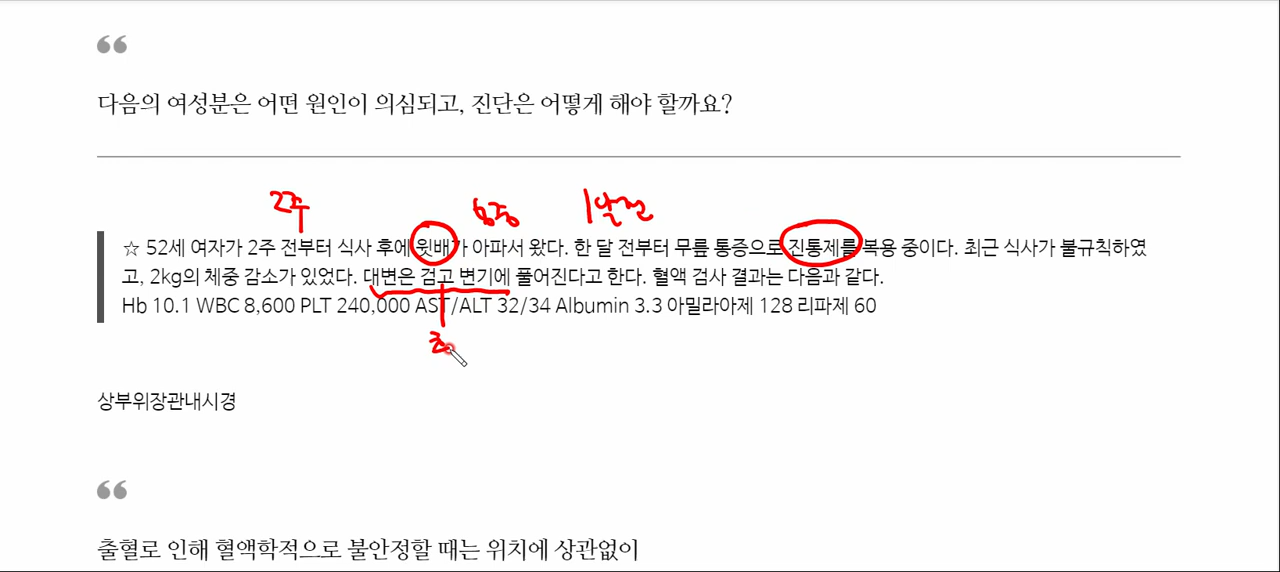 “
다음의 여성분은 어떤 원인이 의심되고, 진단은 어떻게 해야 할까요?
2주 1달전
☆ 52세 여자가 2주 전부터 식사 후에 윗배가 아파서 왔다. 한 달 전부터 무릎 통증으로 진통제를 복용 중이다. 최근 식사가 불규칙하였
고, 2kg의 체중 감소가 있었다. 대변은 검고 변기에 풀어진다고 한다. 혈액 검사 결과는 다음과 같다.
Hb 10.1 WBC 8,600 PLT 240,000 AST/ALT 32/34 Albumin 3.3 아밀라아제 128 리파제 60
상부위장관내시경
“
출혈로 인해 혈액학적으로 불안정할 때는 위치에 상관없이